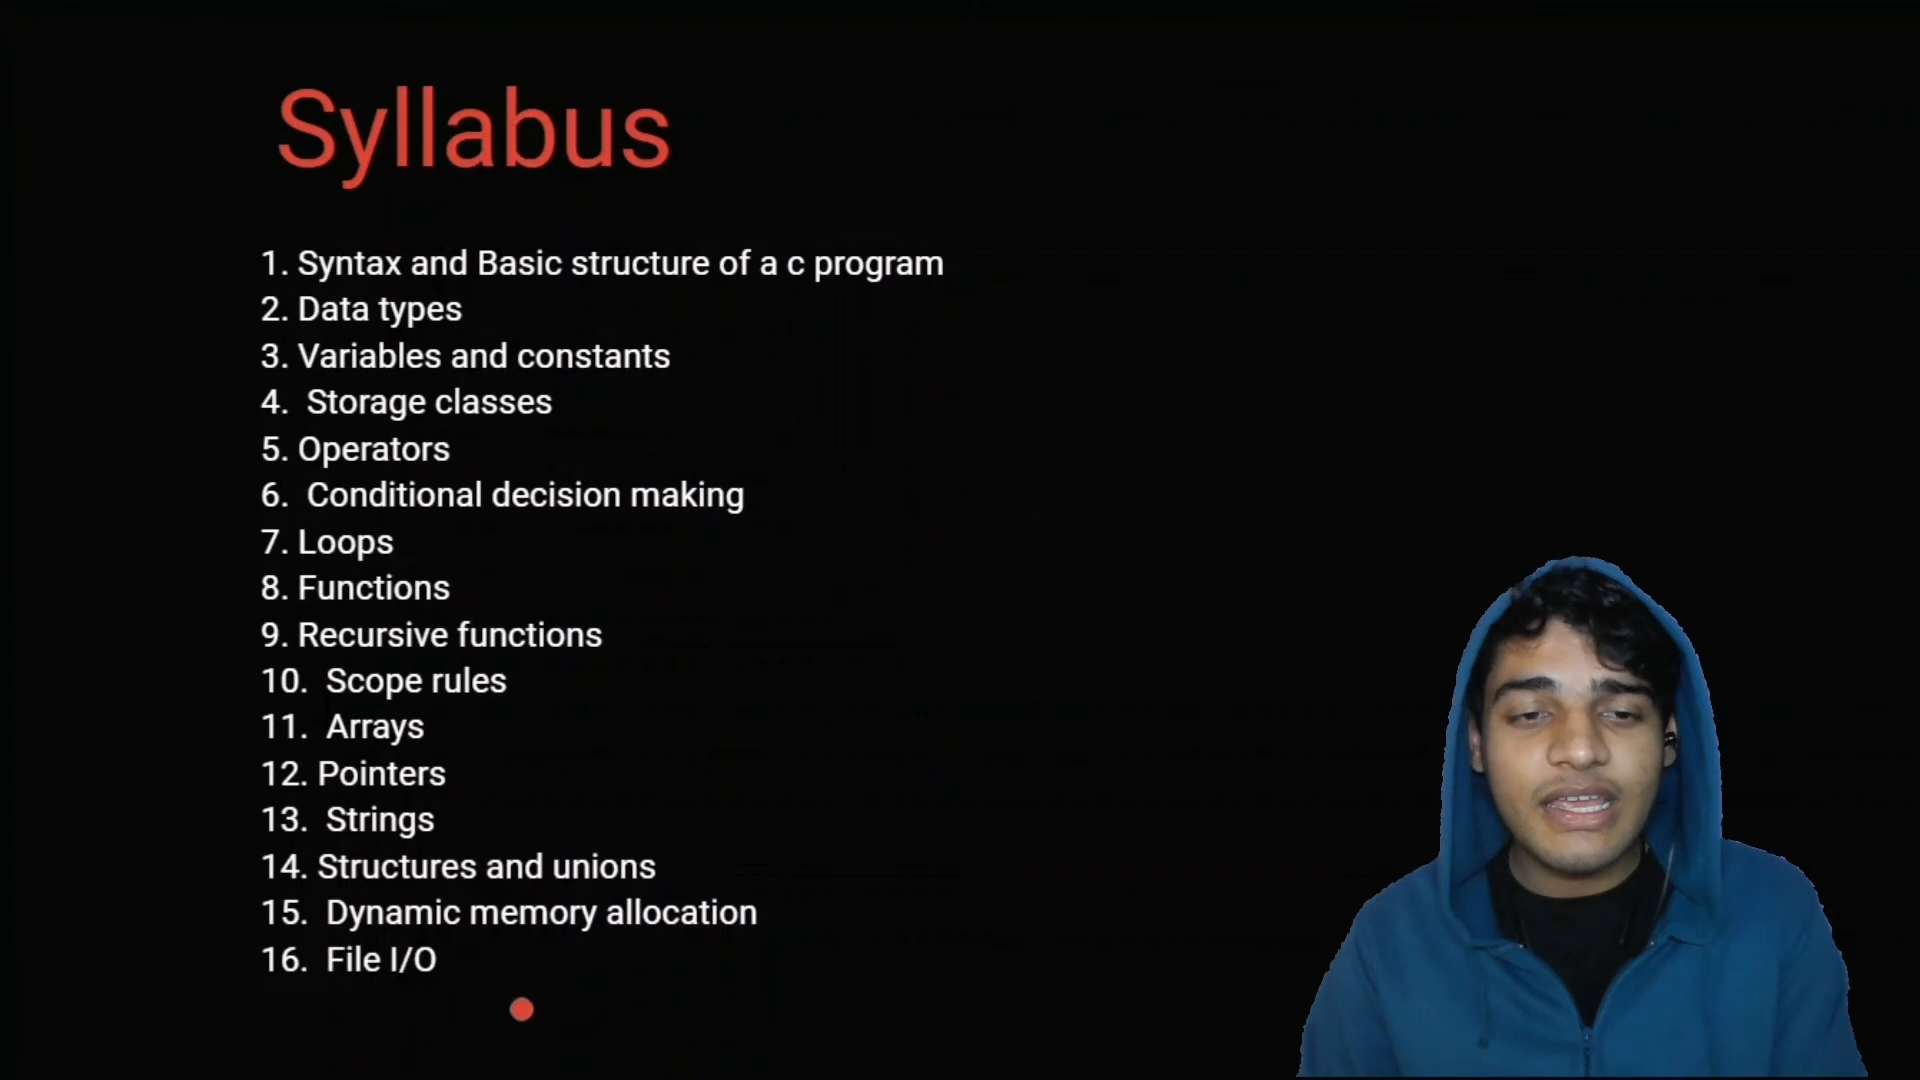 Syllabus
1. Syntax and Basic structure of a c program
2. Data types
3. Variables and constants
4. Storage classes
5. Operators
6. Conditional decision making
7. Loops
8. Functions
9. Recursive functions
10. Scope rules
11. Arrays
12. Pointers
13. Strings
14. Structures and unions
15. Dynamic memory allocation
16. File I/O